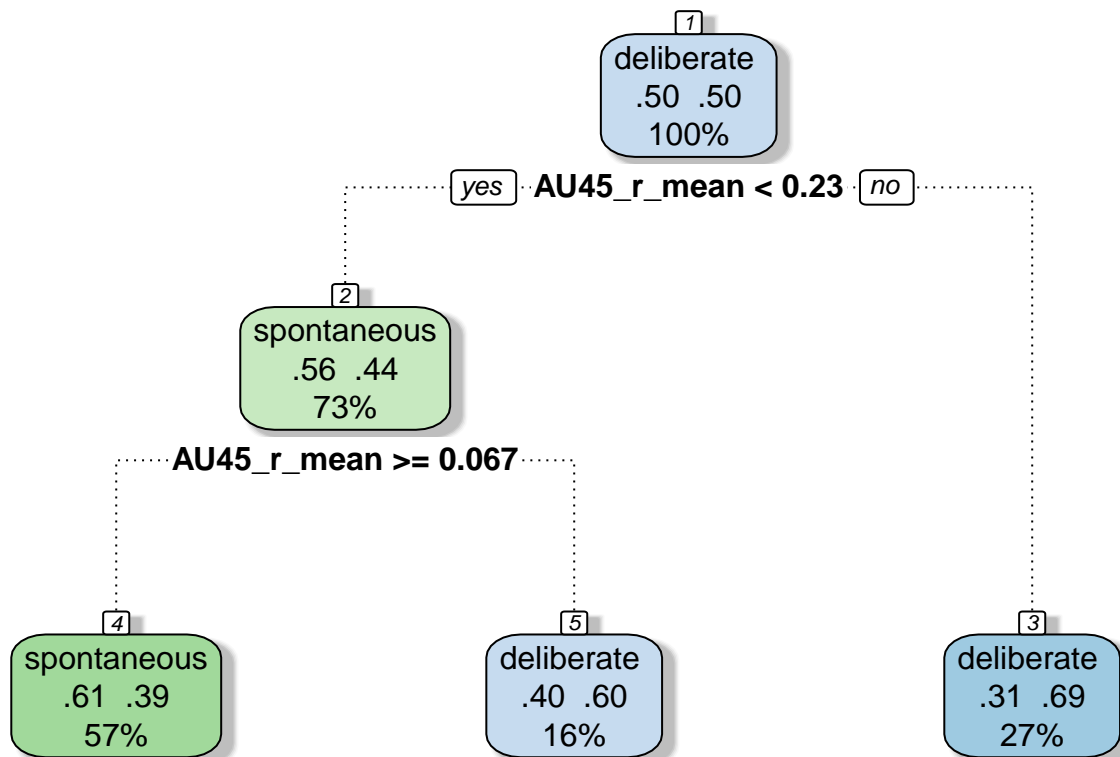 1
deliberate
.50 .50
100%
yes AU45_r_mean < 0.23 no
2
spontaneous
.56 .44
73%
AU45_r_mean >= 0.067
4
spontaneous
.61 .39
57%
5
deliberate
.40 .60
16%
3
deliberate
.31 .69
27%